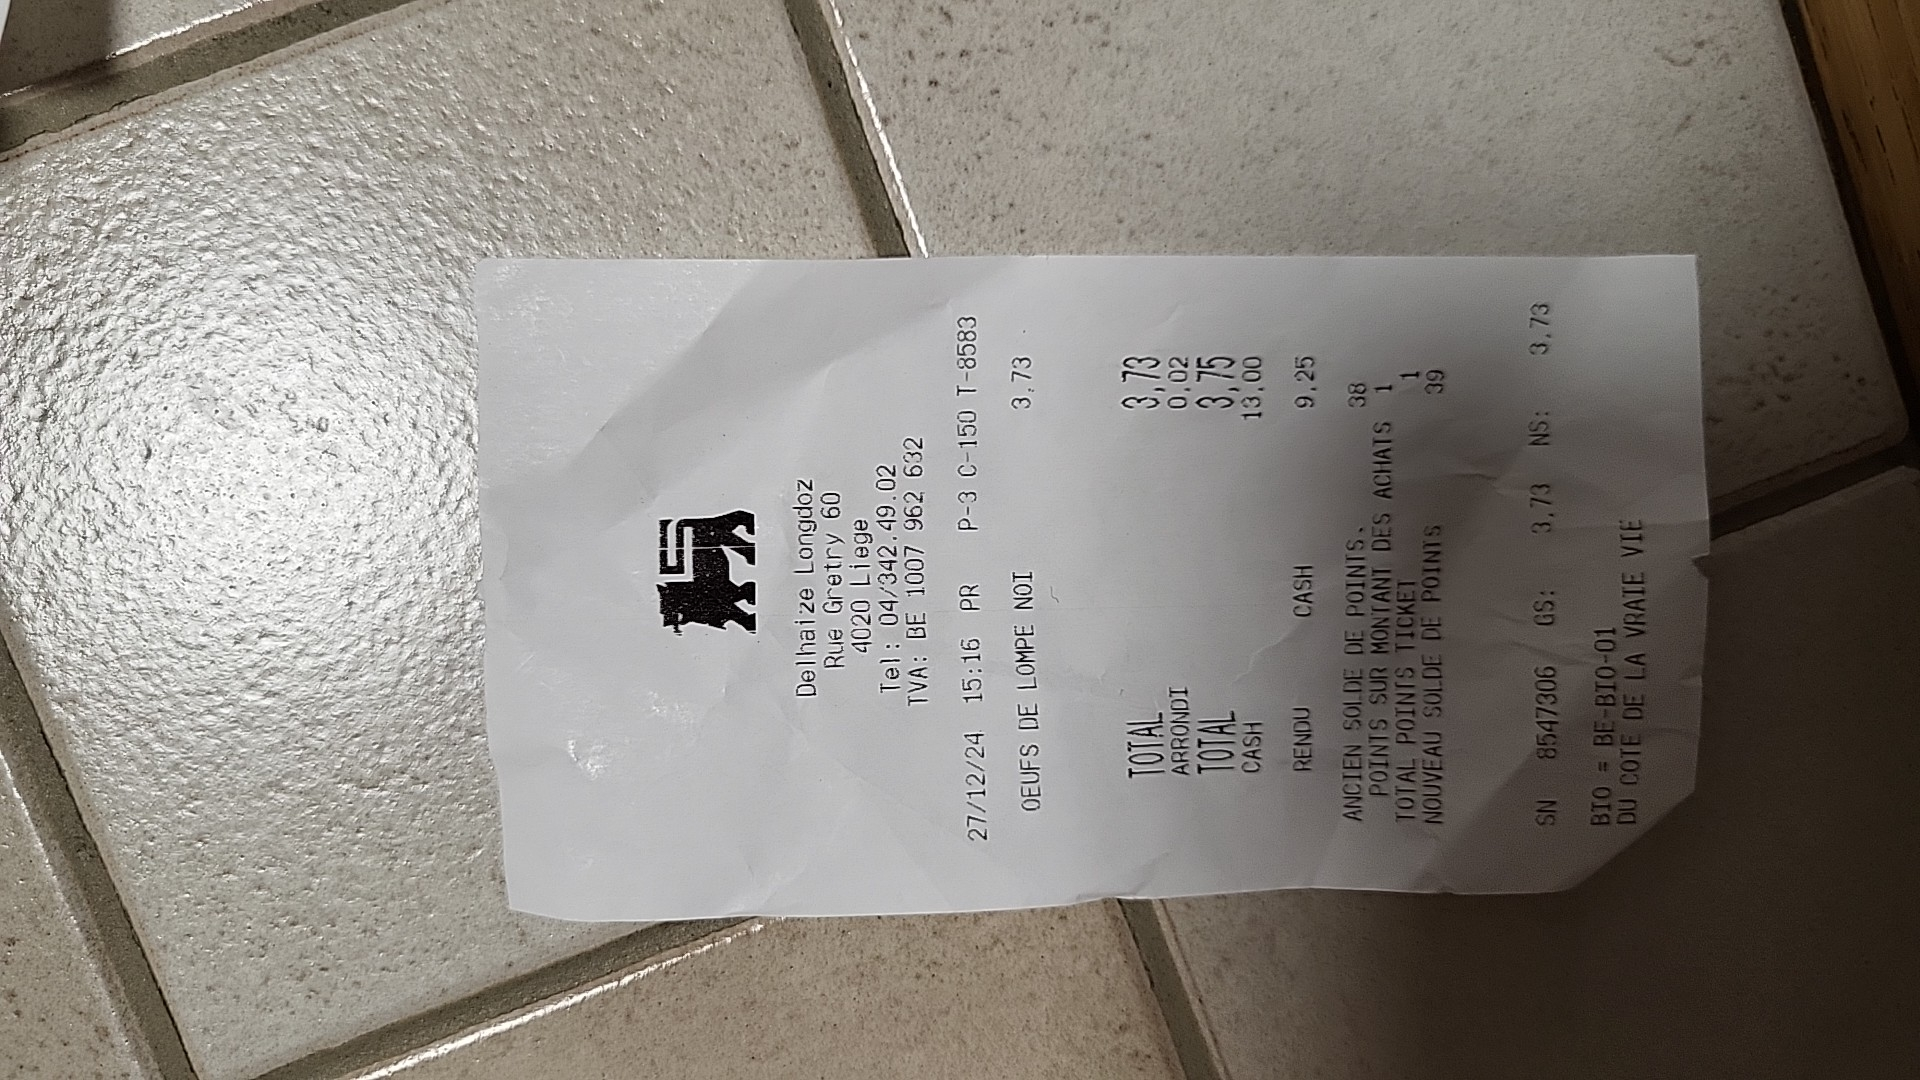 Delhaize Longdoz
Rue Gretry 60
4020 Liege
Tel: 04/342.49.02
TVA: BE 1007 962 632
27/12/24 15:16 PR P-3 C-150 T-8583
OEUFS DE LOMPE NOI 3,73
TOTAL 3,73
ARRONDI 0,02
TOTAL 3,75
CASH 13,00
RENDU CASH 9,25
ANCIEN SOLDE DE POINTS. 38
POINTS SUR MONTANT DES ACHATS 1
TOTAL POINTS TICKET 1
NOUVEAU SOLDE DE POINTS 39
SN 8547306 GS: 3,73 NS: 3,73
BIO = BE-BIO-01
DU COTE DE LA VRAIE VIE